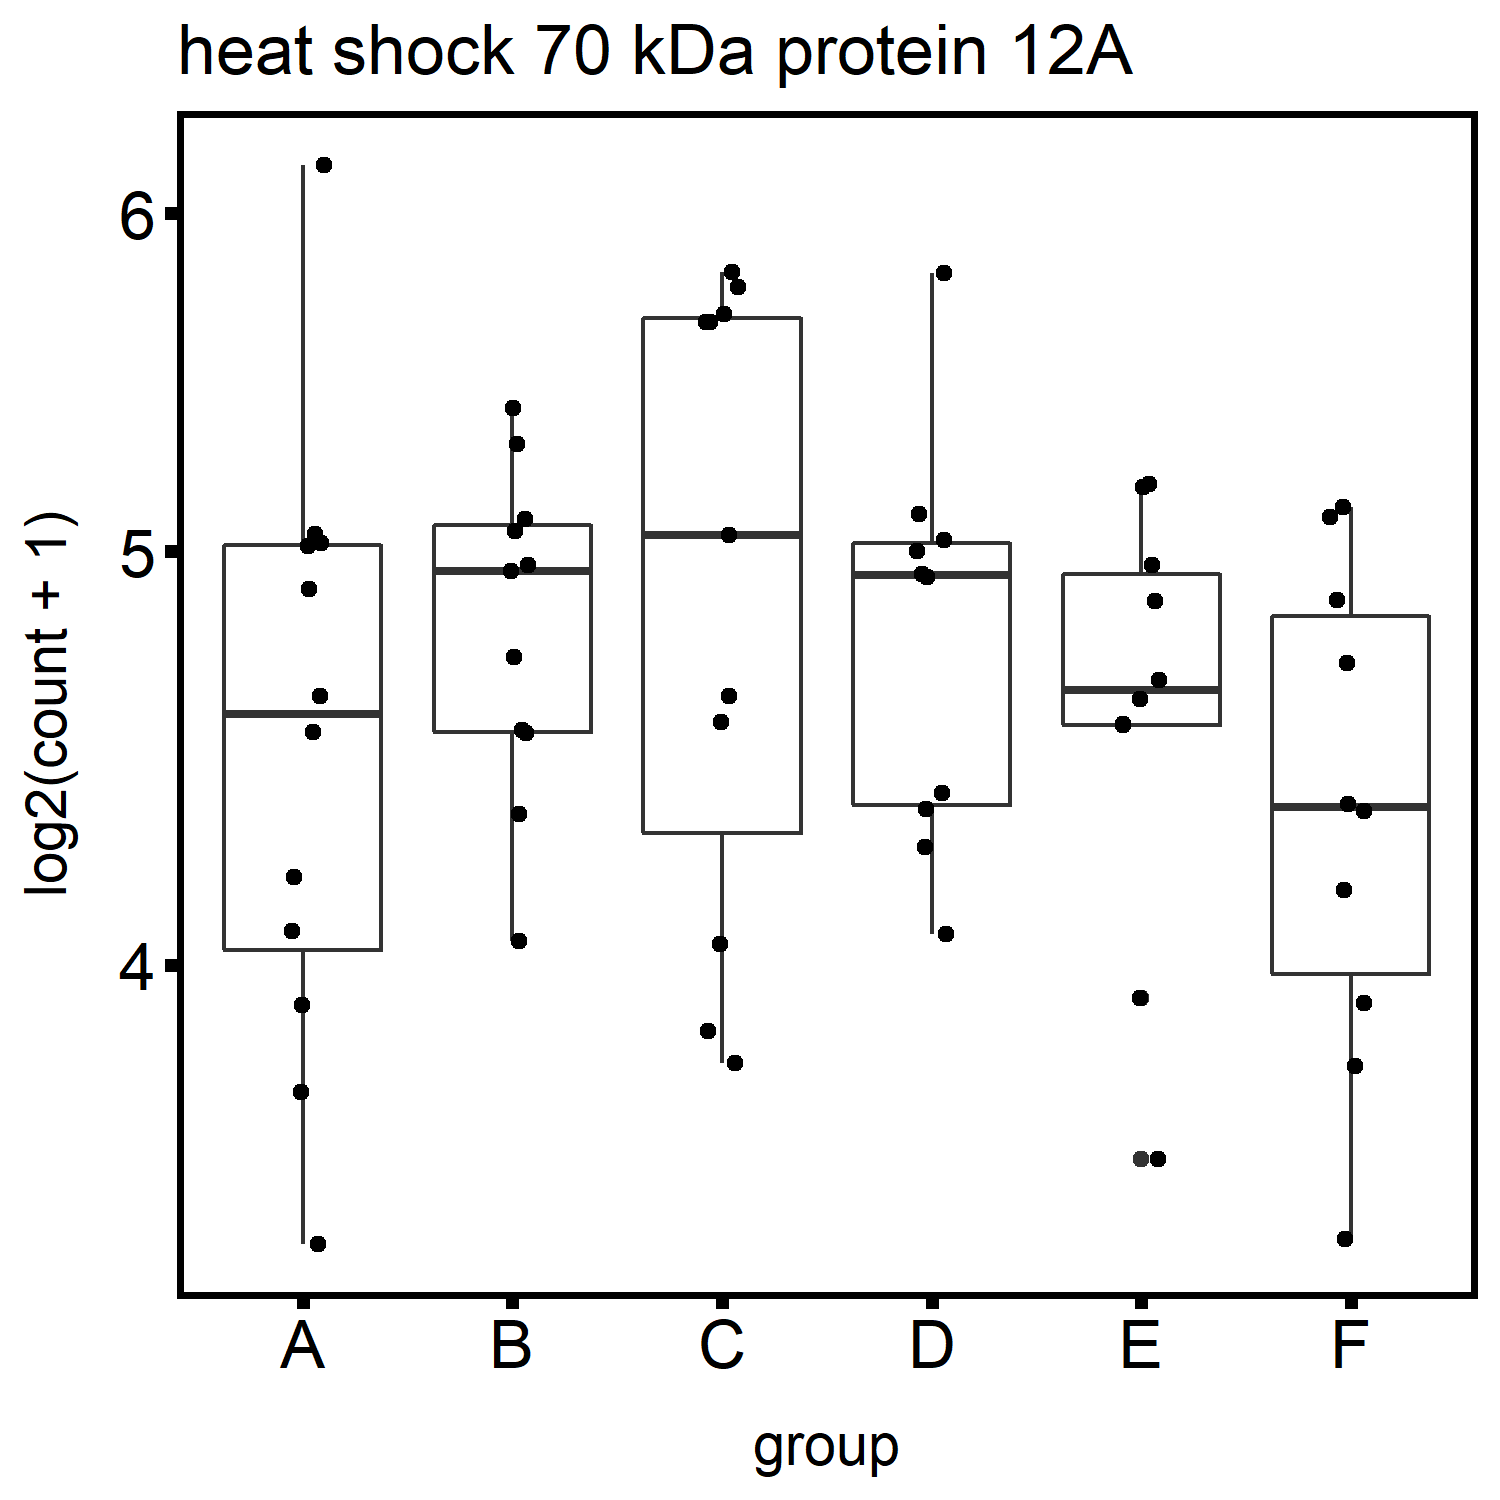 heat shock 70 kDa protein 12A
log2(count + 1)
6
5
4
A B C D E F
group